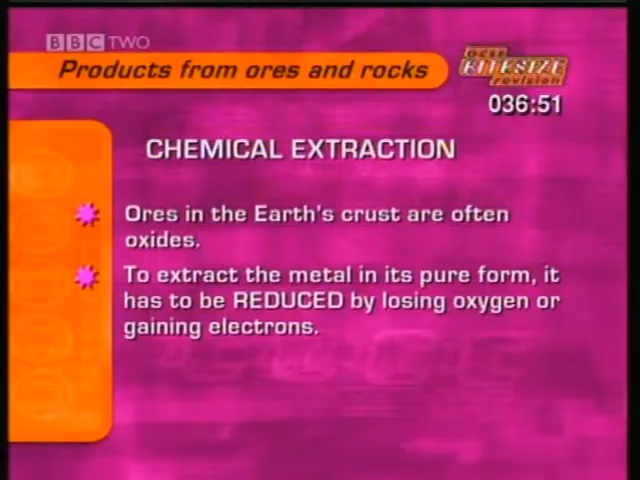 BBC TWO
Products from ores and rocks
GCSE
BITESIZE
revision
036:51
CHEMICAL EXTRACTION
Ores in the Earth's crust are often
oxides.
To extract the metal in its pure form, it
has to be REDUCED by losing oxygen or
gaining electrons.